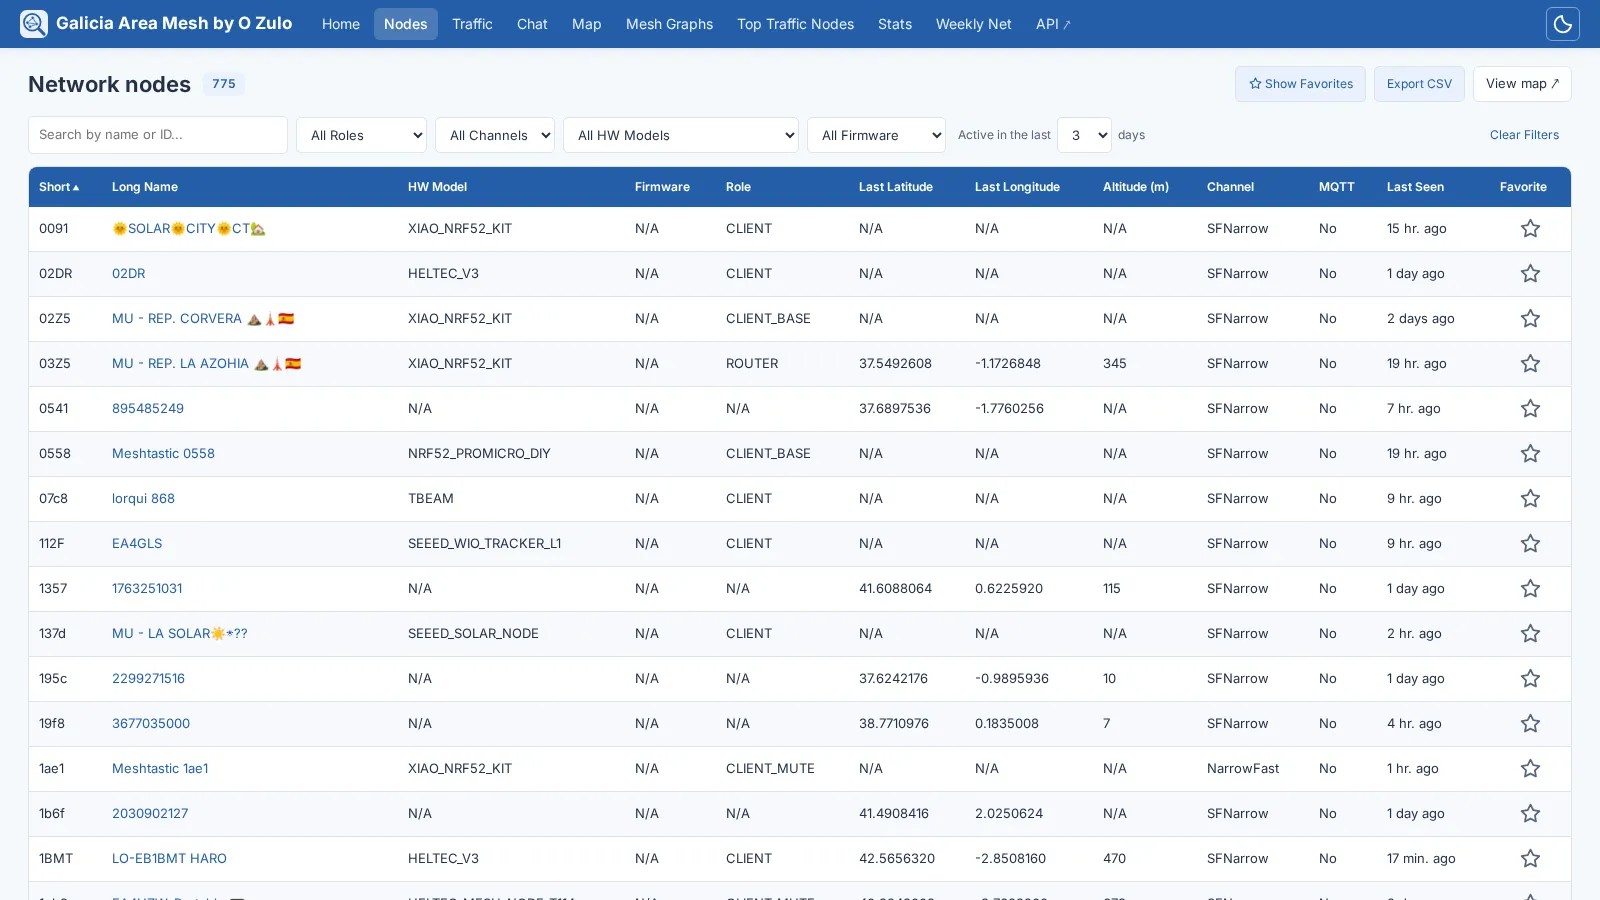 Galicia Area Mesh by O Zulo Home Nodes Traffic Chat Map Mesh Graphs Top Traffic Nodes Stats Weekly Net API ↗
Network nodes 775 Show Favorites Export CSV View map ↗
Search by name or ID... All Roles All Channels All HW Models All Firmware Active in the last 3 days Clear Filters
Short ▲ Long Name HW Model Firmware Role Last Latitude Last Longitude Altitude (m) Channel MQTT Last Seen Favorite
0091 🌞SOLAR🌞CITY🌞CT🏡 XIAO_NRF52_KIT N/A CLIENT N/A N/A N/A SFNarrow No 15 hr. ago
02DR 02DR HELTEC_V3 N/A CLIENT N/A N/A N/A SFNarrow No 1 day ago
02Z5 MU - REP. CORVERA ⛰️🗼🇪🇸 XIAO_NRF52_KIT N/A CLIENT_BASE N/A N/A N/A SFNarrow No 2 days ago
03Z5 MU - REP. LA AZOHIA ⛰️🗼🇪🇸 XIAO_NRF52_KIT N/A ROUTER 37.5492608 -1.1726848 345 SFNarrow No 19 hr. ago
0541 895485249 N/A N/A N/A 37.6897536 -1.7760256 N/A SFNarrow No 7 hr. ago
0558 Meshtastic 0558 NRF52_PROMICRO_DIY N/A CLIENT_BASE N/A N/A N/A SFNarrow No 19 hr. ago
07c8 lorqui 868 TBEAM N/A CLIENT N/A N/A N/A SFNarrow No 9 hr. ago
112F EA4GLS SEEED_WIO_TRACKER_L1 N/A CLIENT N/A N/A N/A SFNarrow No 9 hr. ago
1357 1763251031 N/A N/A N/A 41.6088064 0.6225920 115 SFNarrow No 1 day ago
137d MU - LA SOLAR☀️*?? SEEED_SOLAR_NODE N/A CLIENT N/A N/A N/A SFNarrow No 2 hr. ago
195c 2299271516 N/A N/A N/A 37.6242176 -0.9895936 10 SFNarrow No 1 day ago
19f8 3677035000 N/A N/A N/A 38.7710976 0.1835008 7 SFNarrow No 4 hr. ago
1ae1 Meshtastic 1ae1 XIAO_NRF52_KIT N/A CLIENT_MUTE N/A N/A N/A NarrowFast No 1 hr. ago
1b6f 2030902127 N/A N/A N/A 41.4908416 2.0250624 N/A SFNarrow No 1 day ago
1BMT LO-EB1BMT HARO HELTEC_V3 N/A CLIENT 42.5656320 -2.8508160 470 SFNarrow No 17 min. ago